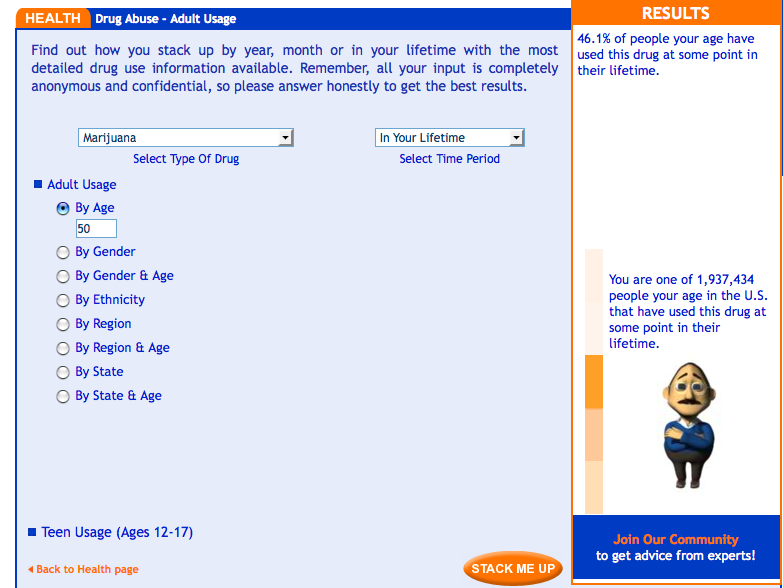 HEALTH Drug Abuse - Adult Usage
Find out how you stack up by year, month or in your lifetime with the most
detailed drug use information available. Remember, all your input is completely
anonymous and confidential, so please answer honestly to get the best results.
Marijuana In Your Lifetime
Select Type Of Drug Select Time Period
Adult Usage
By Age
50
By Gender
By Gender & Age
By Ethnicity
By Region
By Region & Age
By State
By State & Age
Teen Usage (Ages 12-17)
Back to Health page
STACK ME UP
RESULTS
46.1% of people your age have
used this drug at some point in
their lifetime.
You are one of 1,937,434
people your age in the U.S.
that have used this drug at
some point in their
lifetime.
Join Our Community
to get advice from experts!